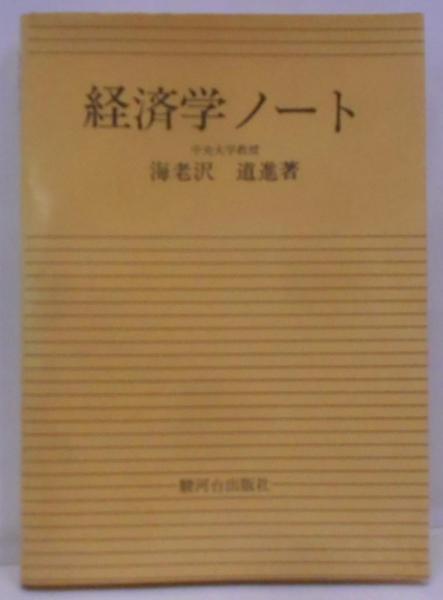 経済学ノート
中央大学教授
海老沢 道進著
駿河台出版社